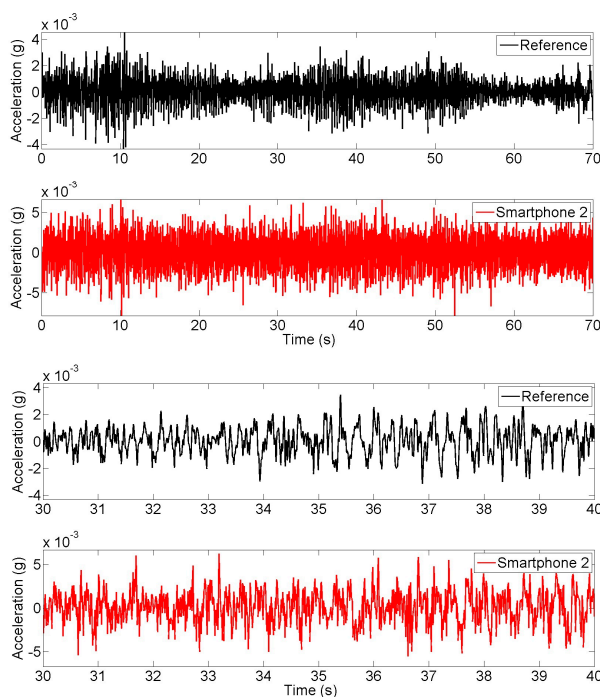 x 10⁻³
Acceleration (g)
4
2
0
-2
-4
Reference
0 10 20 30 40 50 60 70
x 10⁻³
Acceleration (g)
5
0
-5
Smartphone 2
0 10 20 30 40 50 60 70
Time (s)
x 10⁻³
Acceleration (g)
4
2
0
-2
-4
Reference
30 31 32 33 34 35 36 37 38 39 40
x 10⁻³
Acceleration (g)
5
0
-5
Smartphone 2
30 31 32 33 34 35 36 37 38 39 40
Time (s)